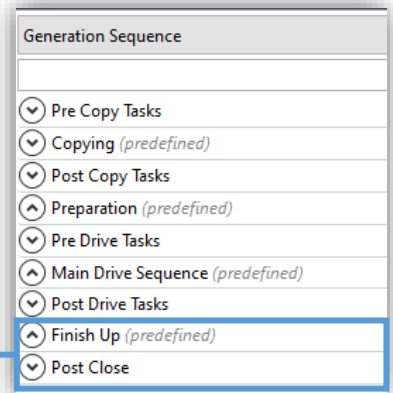 Generation Sequence
Pre Copy Tasks
Copying (predefined)
Post Copy Tasks
Preparation (predefined)
Pre Drive Tasks
Main Drive Sequence (predefined)
Post Drive Tasks
Finish Up (predefined)
Post Close